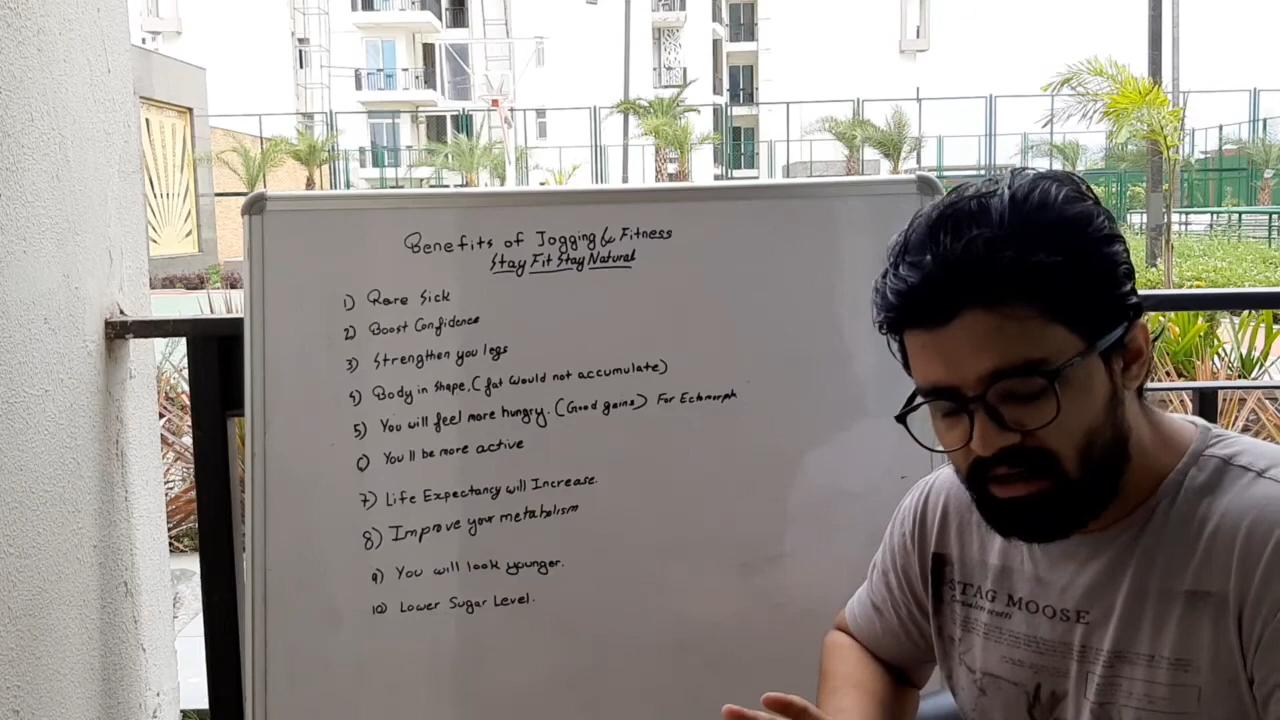 Benefits of Jogging & Fitness
Stay Fit Stay Natural
1) Rare Sick
2) Boost Confidence
3) Strengthen you legs
4) Body in shape. (fat would not accumulate)
5) You will feel more hungry. (Good gains) For Ectomorph
6) You ll be more active
7) Life Expectancy will Increase.
8) Improve your metabolism
9) You will look younger.
10) Lower Sugar Level.
STAG MOOSE